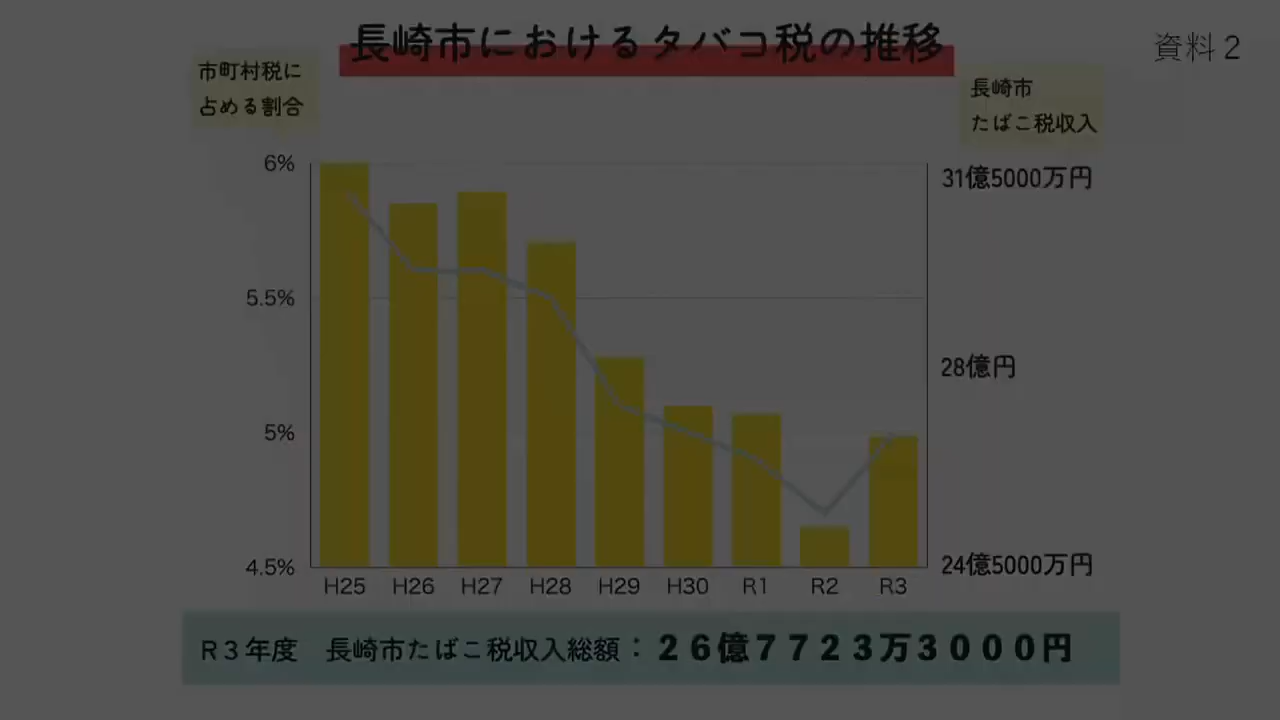 長崎市におけるタバコ税の推移
資料２
市町村税に
占める割合
長崎市
たばこ税収入
6%
5.5%
5%
4.5%
31億5000万円
28億円
24億5000万円
H25 H26 H27 H28 H29 H30 R1 R2 R3
R３年度　長崎市たばこ税収入総額：２６億７７２３万３０００円